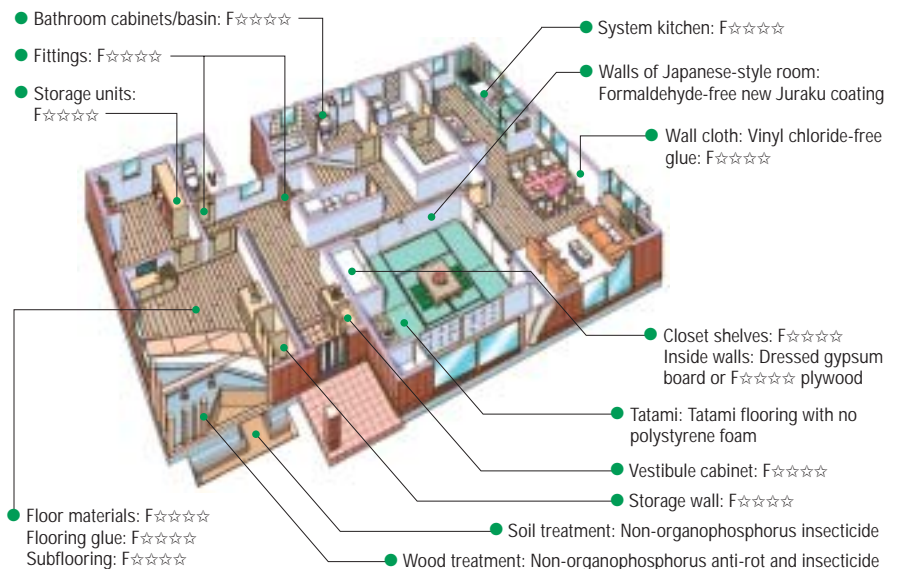 Bathroom cabinets/basin: F☆☆☆☆
Fittings: F☆☆☆☆
Storage units:
F☆☆☆☆
System kitchen: F☆☆☆☆
Walls of Japanese-style room:
Formaldehyde-free new Juraku coating
Wall cloth: Vinyl chloride-free
glue: F☆☆☆☆
Closet shelves: F☆☆☆☆
Inside walls: Dressed gypsum
board or F☆☆☆☆ plywood
Tatami: Tatami flooring with no
polystyrene foam
Vestibule cabinet: F☆☆☆☆
Storage wall: F☆☆☆☆
Soil treatment: Non-organophosphorus insecticide
Wood treatment: Non-organophosphorus anti-rot and insecticide
Floor materials: F☆☆☆☆
Flooring glue: F☆☆☆☆
Subflooring: F☆☆☆☆